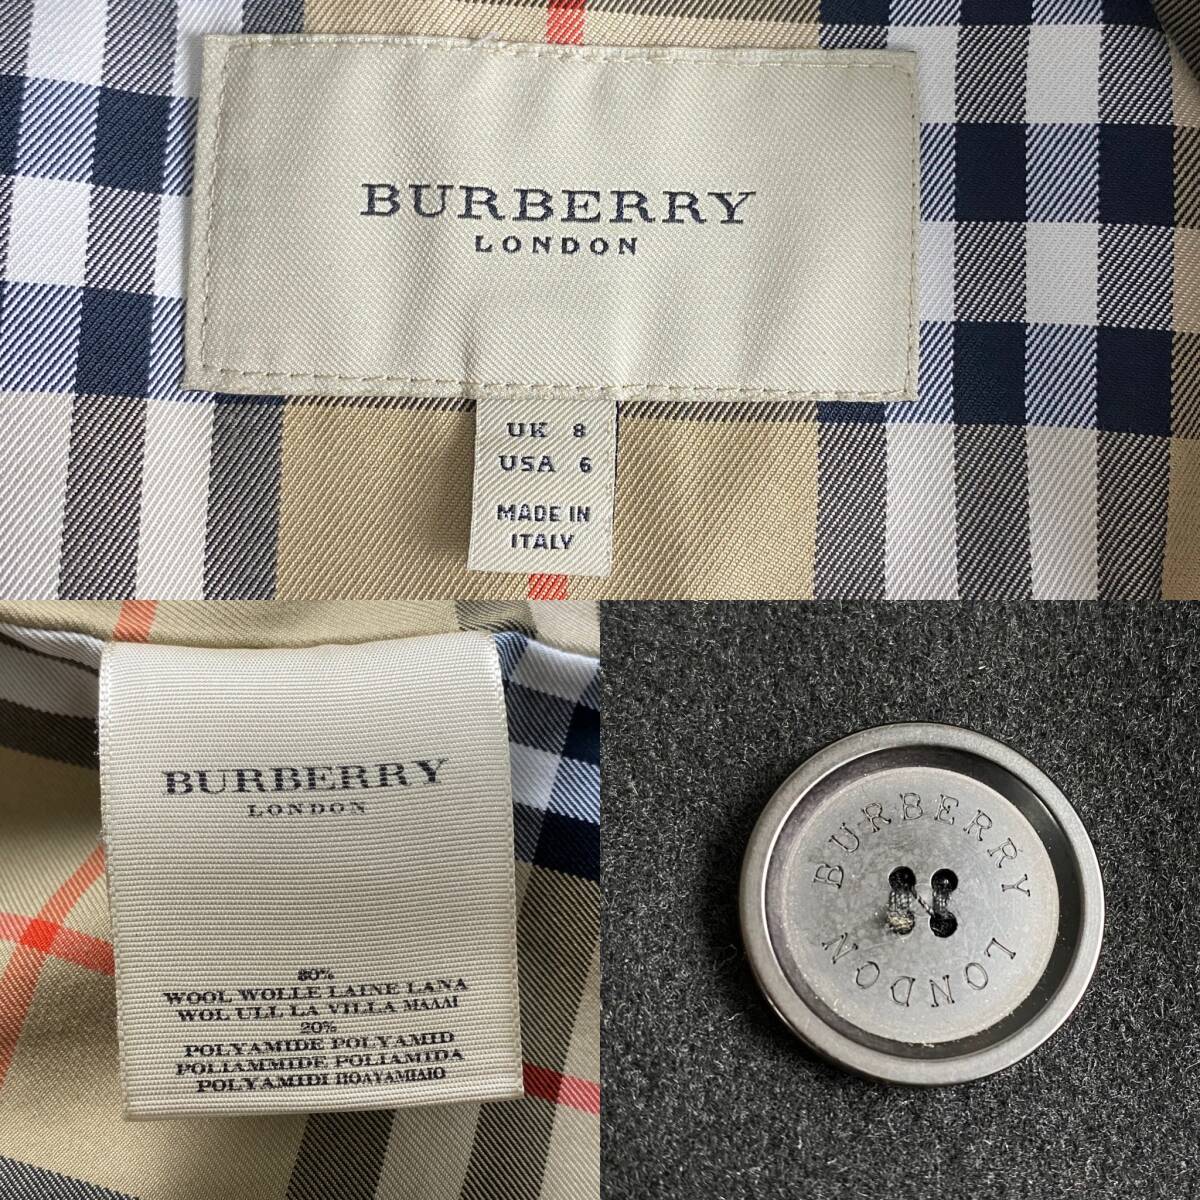 BURBERRY
LONDON
UK 8
USA 6
MADE IN
ITALY
BURBERRY
LONDON
80%
WOOL WOLLE LAINE LANA
WOL ULL LA VILLA ΜΑΛΛΙ
20%
POLYAMIDE POLYAMID
POLIAMMIDE POLIAMIDA
POLYAMIDI ΠΟΛΥΑΜΙΔΙΟ
BURBERRY LONDON